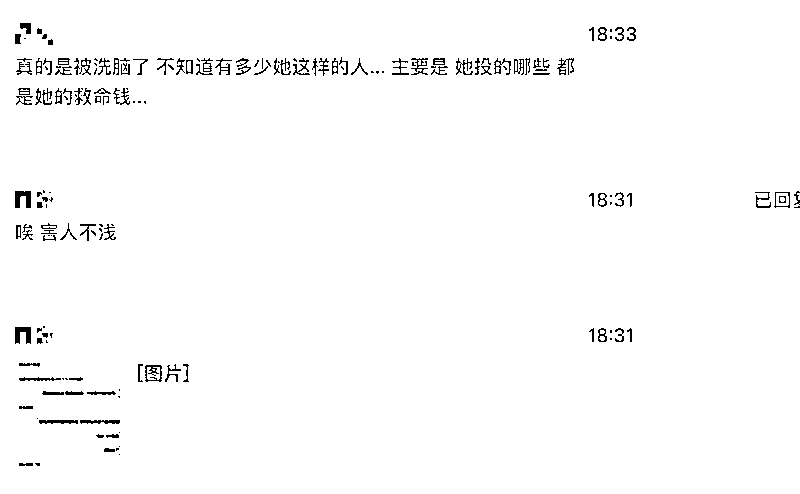 18:33
真的是被洗脑了 不知道有多少她这样的人... 主要是 她投的哪些 都
是她的救命钱...
18:31 已回复
唉 害人不浅
18:31
[图片]